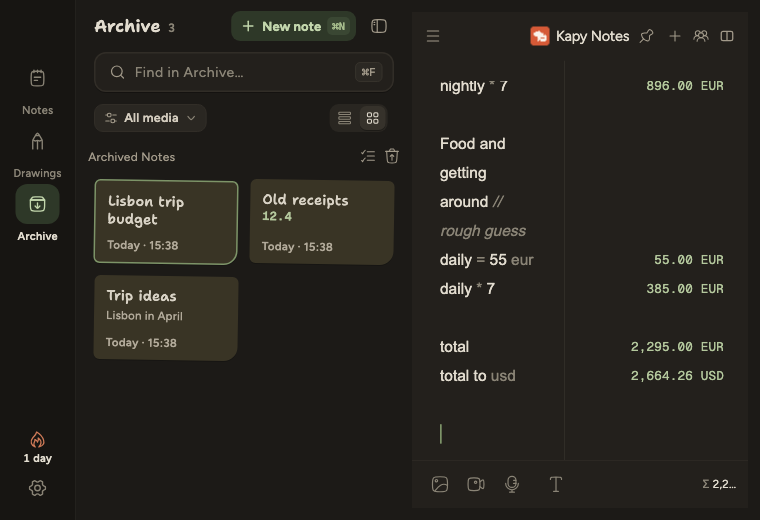 Notes
Drawings
Archive
1 day
Archive 3
+ New note ⌘N
Find in Archive... ⌘F
All media
Archived Notes
Lisbon trip
budget
Today · 15:38
Old receipts
12.4
Today · 15:38
Trip ideas
Lisbon in April
Today · 15:38
Kapy Notes
nightly * 7 896.00 EUR
Food and
getting
around //
rough guess
daily = 55 eur 55.00 EUR
daily * 7 385.00 EUR
total 2,295.00 EUR
total to usd 2,664.26 USD
Σ 2,2...